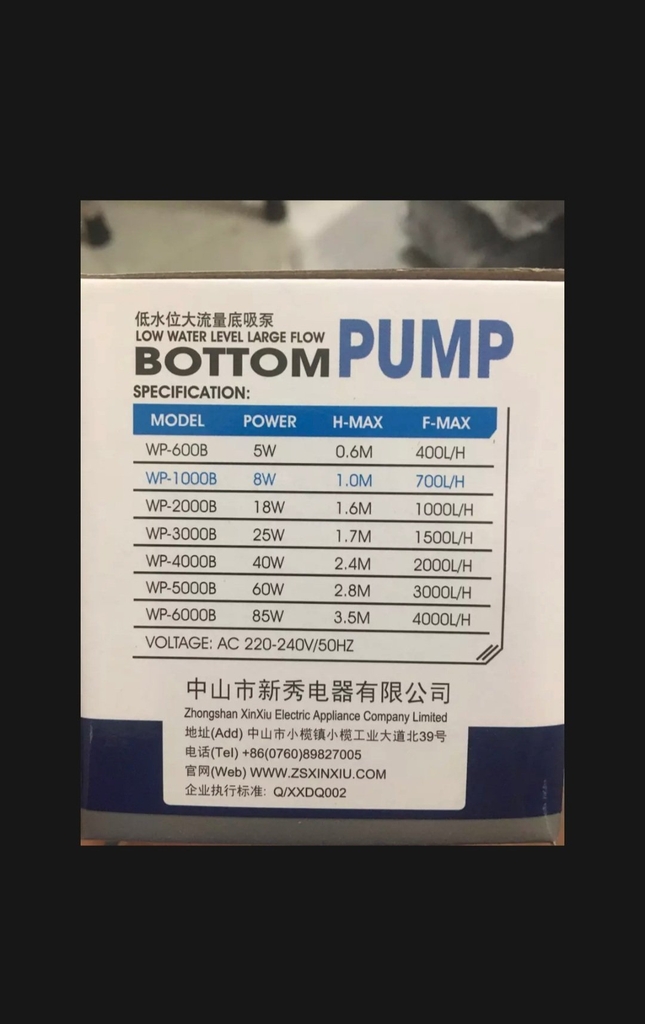 低水位大流量底吸泵
LOW WATER LEVEL LARGE FLOW
BOTTOM PUMP
SPECIFICATION:
MODEL POWER H-MAX F-MAX
WP-600B 5W 0.6M 400L/H
WP-1000B 8W 1.0M 700L/H
WP-2000B 18W 1.6M 1000L/H
WP-3000B 25W 1.7M 1500L/H
WP-4000B 40W 2.4M 2000L/H
WP-5000B 60W 2.8M 3000L/H
WP-6000B 85W 3.5M 4000L/H
VOLTAGE: AC 220-240V/50HZ
中山市新秀电器有限公司
Zhongshan XinXiu Electric Appliance Company Limited
地址(Add) 中山市小榄镇小榄工业大道北39号
电话(Tel) +86(0760)89827005
官网(Web) WWW.ZSXINXIU.COM
企业执行标准: Q/XXDQ002